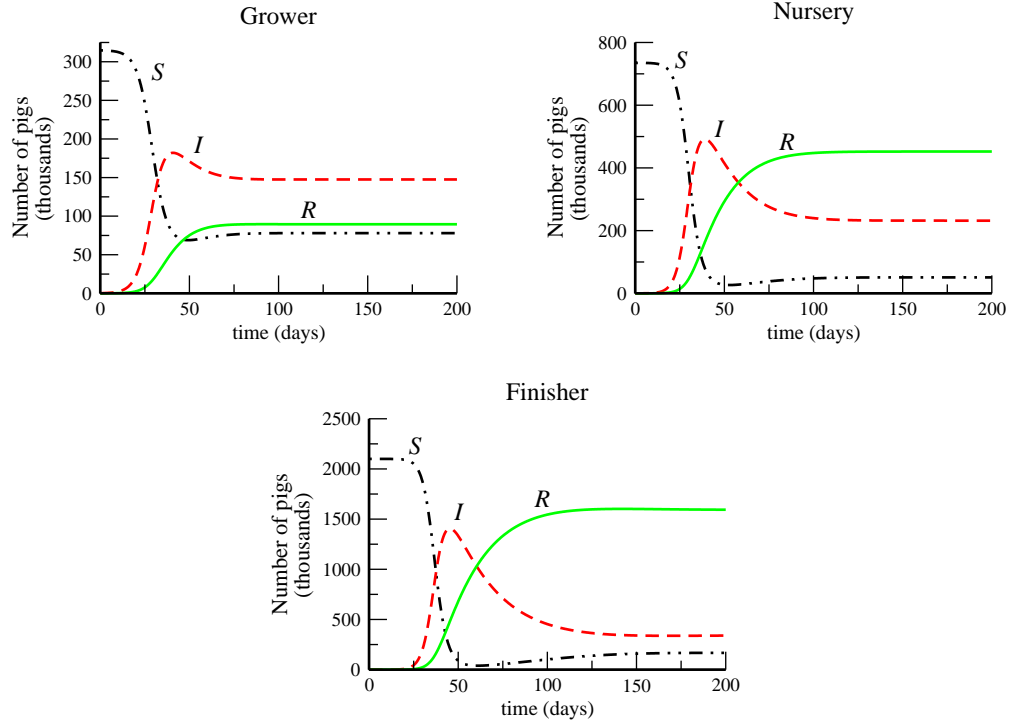 Grower
Number of pigs
(thousands)
300
250
200
150
100
50
0
S
I
R
0 50 100 150 200
time (days)
Nursery
Number of pigs
(thousands)
800
600
400
200
0
S
I
R
0 50 100 150 200
time (days)
Finisher
Number of pigs
(thousands)
2500
2000
1500
1000
500
0
S
I
R
0 50 100 150 200
time (days)